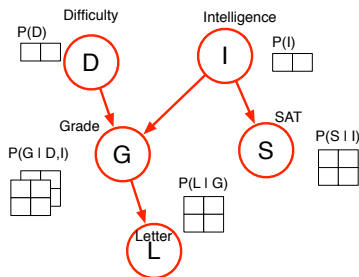 Difficulty
Intelligence
P(D)
D
I
P(I)
Grade
SAT
P(G | D,I)
G
S
P(S | I)
P(L | G)
Letter
L